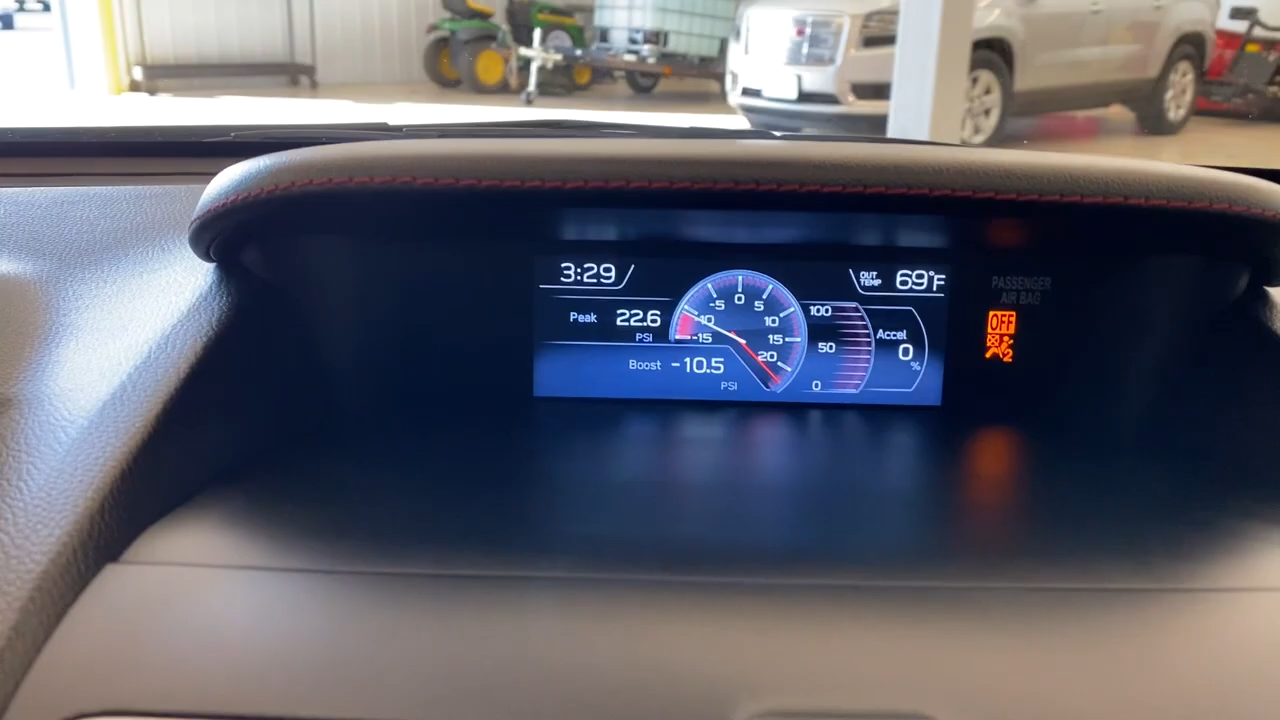 3:29
OUT TEMP 69°F
Peak 22.6 PSI
Boost -10.5 PSI
-15
-10
-5
0
5
10
15
20
100
50
0
Accel
0
%
PASSENGER
AIR BAG
OFF
2